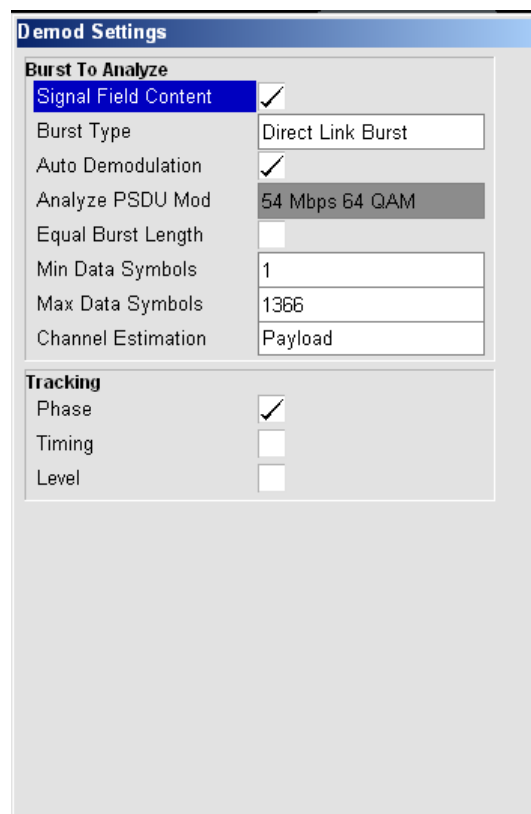 Demod Settings
Burst To Analyze
Signal Field Content
Burst Type Direct Link Burst
Auto Demodulation
Analyze PSDU Mod 54 Mbps 64 QAM
Equal Burst Length
Min Data Symbols 1
Max Data Symbols 1366
Channel Estimation Payload
Tracking
Phase
Timing
Level